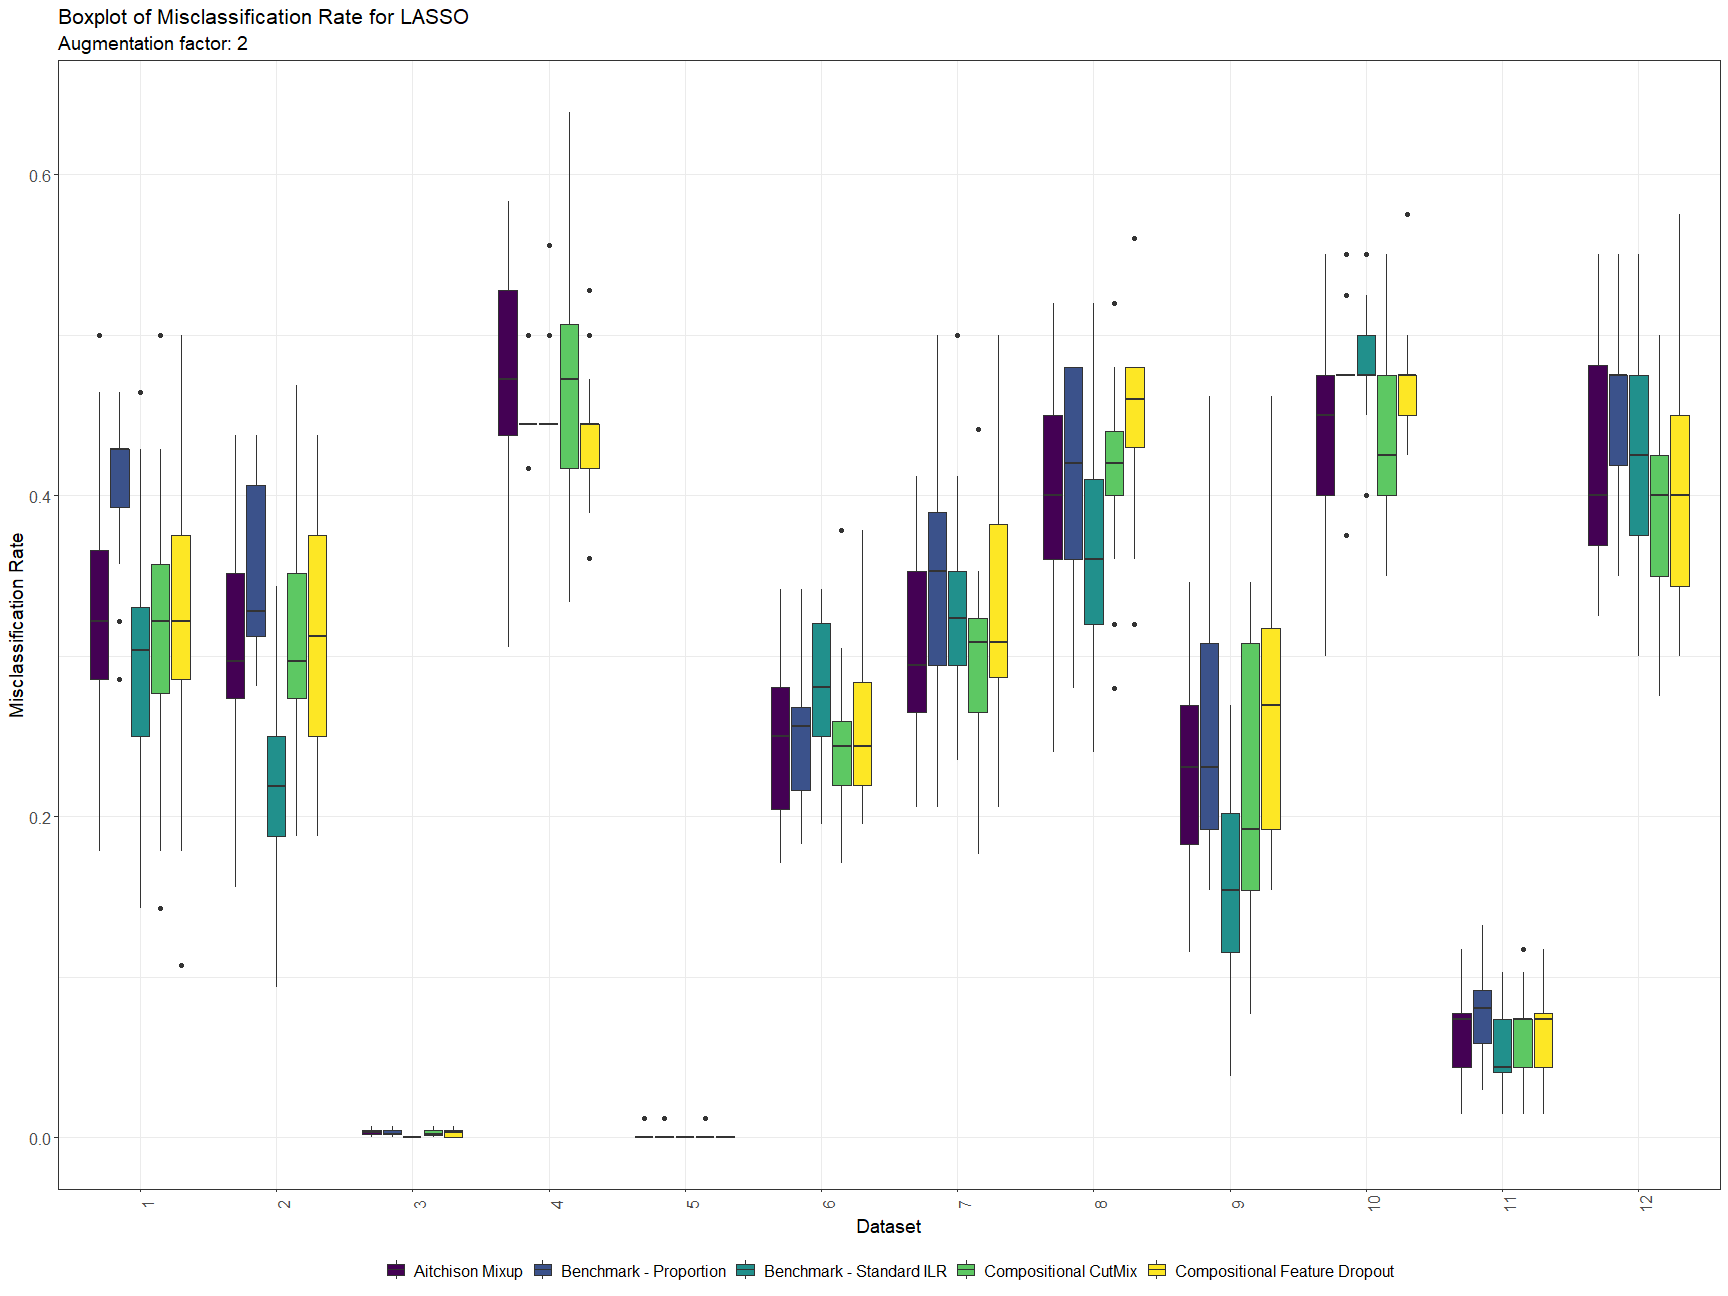 Boxplot of Misclassification Rate for LASSO
Augmentation factor: 2
Misclassification Rate
0.6
0.4
0.2
0.0
1 2 3 4 5 6 7 8 9 10 11 12
Dataset
Aitchison Mixup Benchmark - Proportion Benchmark - Standard ILR Compositional CutMix Compositional Feature Dropout